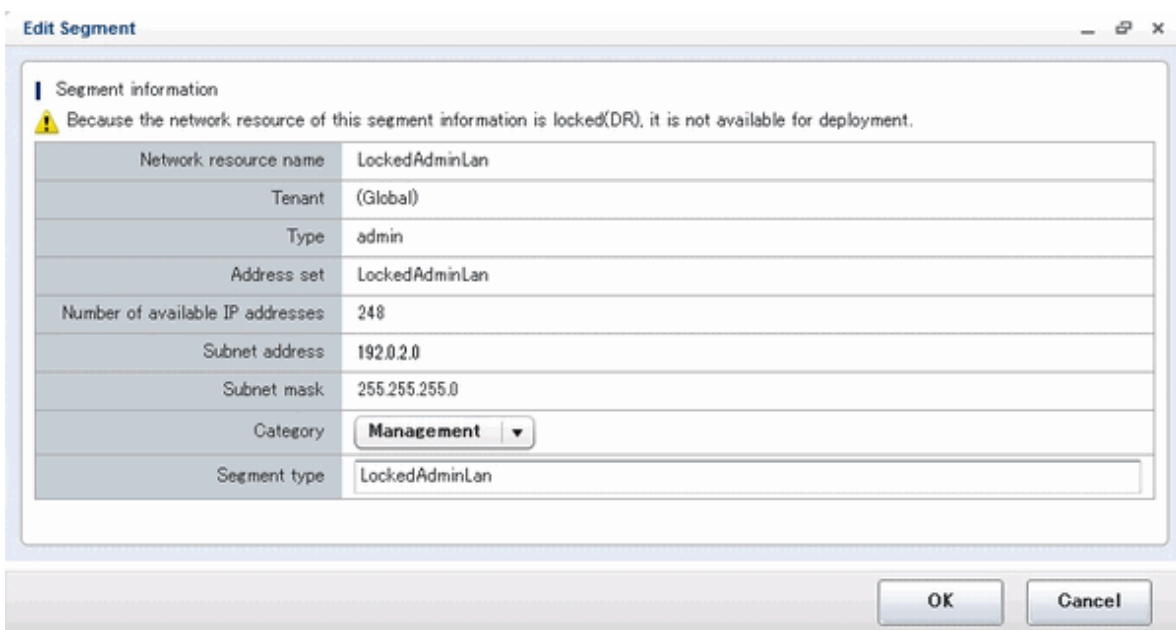 Edit Segment
Segment information
Because the network resource of this segment information is locked(DR), it is not available for deployment.
Network resource name LockedAdminLan
Tenant (Global)
Type admin
Address set LockedAdminLan
Number of available IP addresses 248
Subnet address 192.0.2.0
Subnet mask 255.255.255.0
Category Management
Segment type LockedAdminLan
OK Cancel